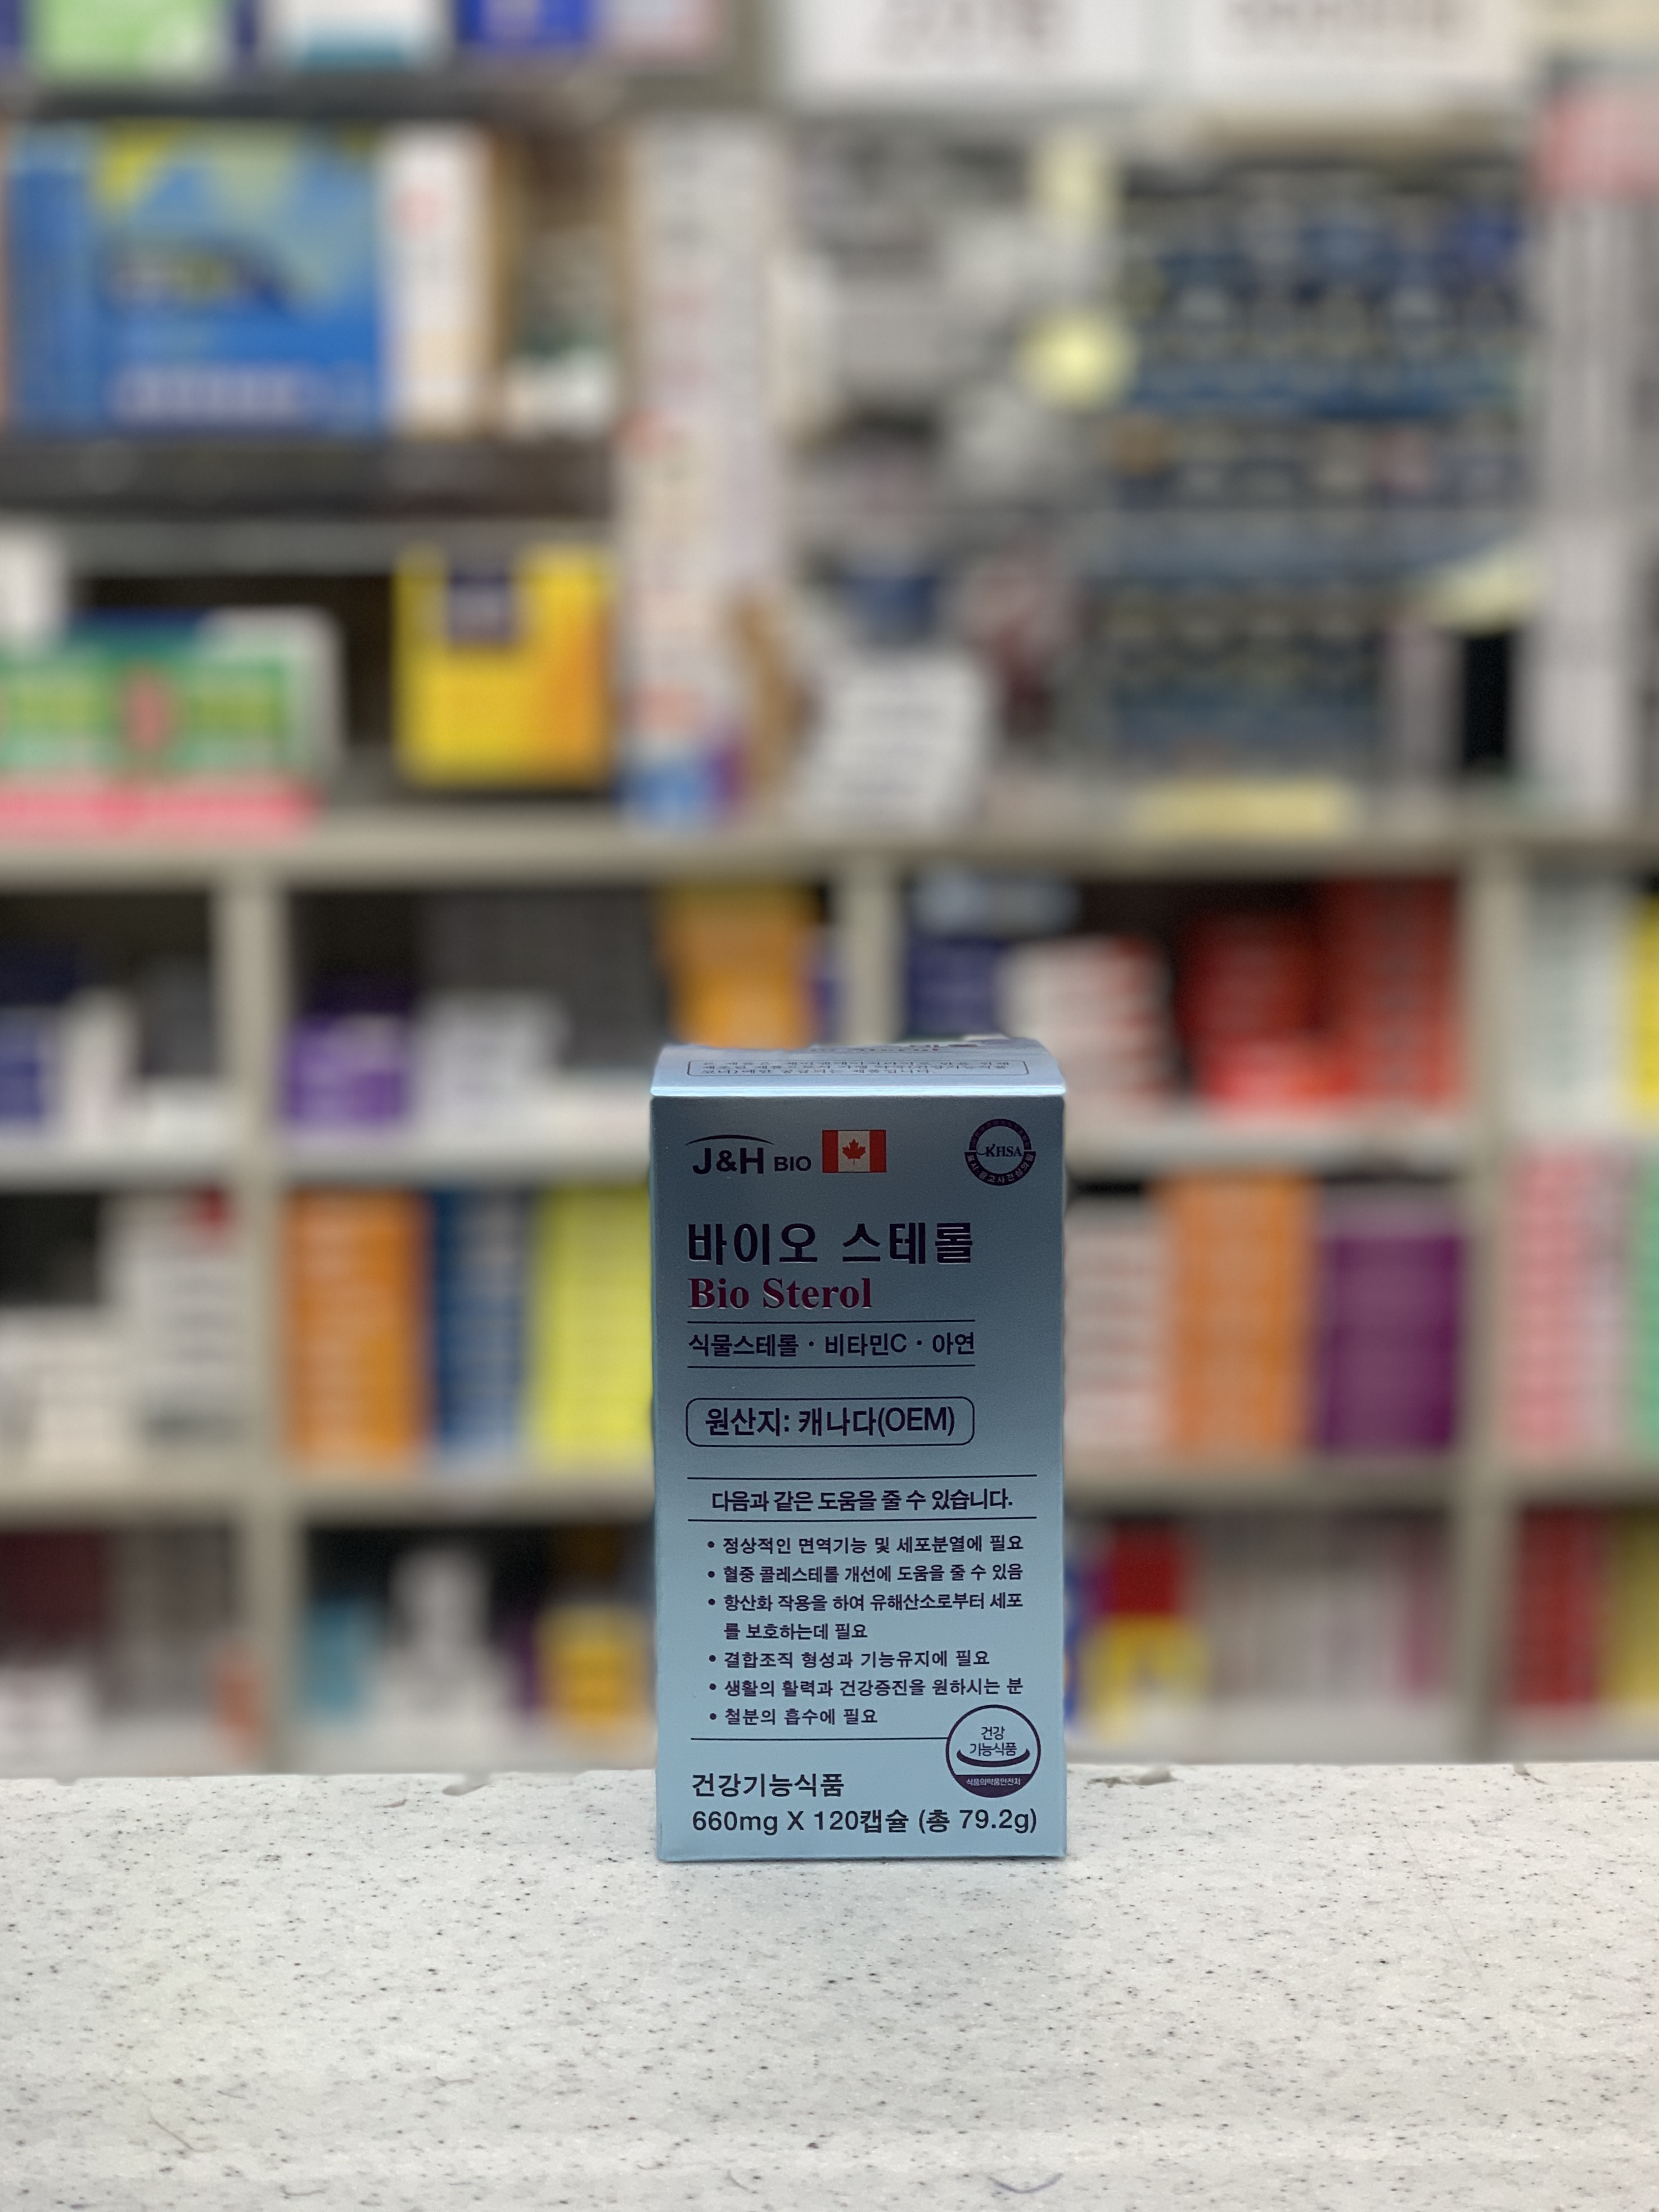 J&H BIO
KHSA
바이오 스테롤
Bio Sterol
식물스테롤 · 비타민C · 아연
원산지: 캐나다(OEM)
다음과 같은 도움을 줄 수 있습니다.
• 정상적인 면역기능 및 세포분열에 필요
• 혈중 콜레스테롤 개선에 도움을 줄 수 있음
• 항산화 작용을 하여 유해산소로부터 세포
를 보호하는데 필요
• 결합조직 형성과 기능유지에 필요
• 생활의 활력과 건강증진을 원하시는 분
• 철분의 흡수에 필요
건강
기능식품
식품의약품안전처
건강기능식품
660mg X 120캡슐 (총 79.2g)